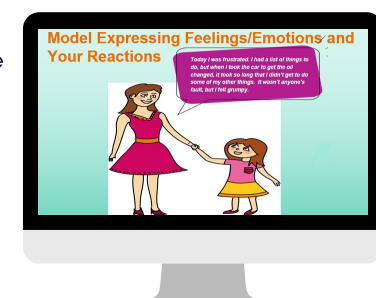 Model Expressing Feelings/Emotions and
Your Reactions
Today I was frustrated. I had a list of things to
do, but when I took the car to get the oil
changed, it took so long that I didn't get to do
some of my other things. It wasn't anyone's
fault, but I felt grumpy.